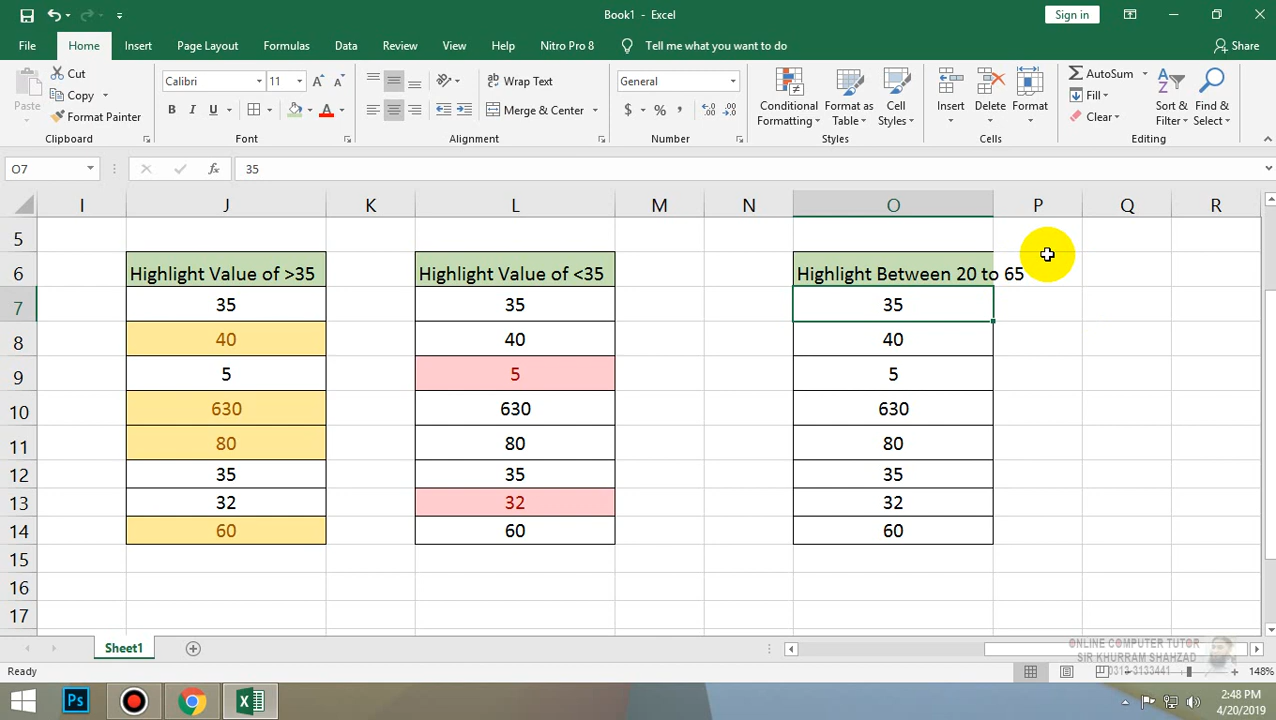 Book1 - Excel
Sign in
File Home Insert Page Layout Formulas Data Review View Help Nitro Pro 8 Tell me what you want to do Share
Paste
Cut
Copy
Format Painter
Clipboard
Calibri 11
B I U
Font
Wrap Text
Merge & Center
Alignment
General
$ % ,
Number
Conditional Formatting
Format as Table
Cell Styles
Styles
Insert
Delete
Format
Cells
AutoSum
Fill
Clear
Sort & Filter
Find & Select
Editing
O7 fx 35
I J K L M N O P Q R
5
6 Highlight Value of >35 Highlight Value of <35 Highlight Between 20 to 65
7 35 35 35
8 40 40 40
9 5 5 5
10 630 630 630
11 80 80 80
12 35 35 35
13 32 32 32
14 60 60 60
15
16
17
Sheet1
ONLINE COMPUTER TUTOR
SIR KHURRAM SHAHZAD
Ready
148%
Ps
2:48 PM
4/20/2019